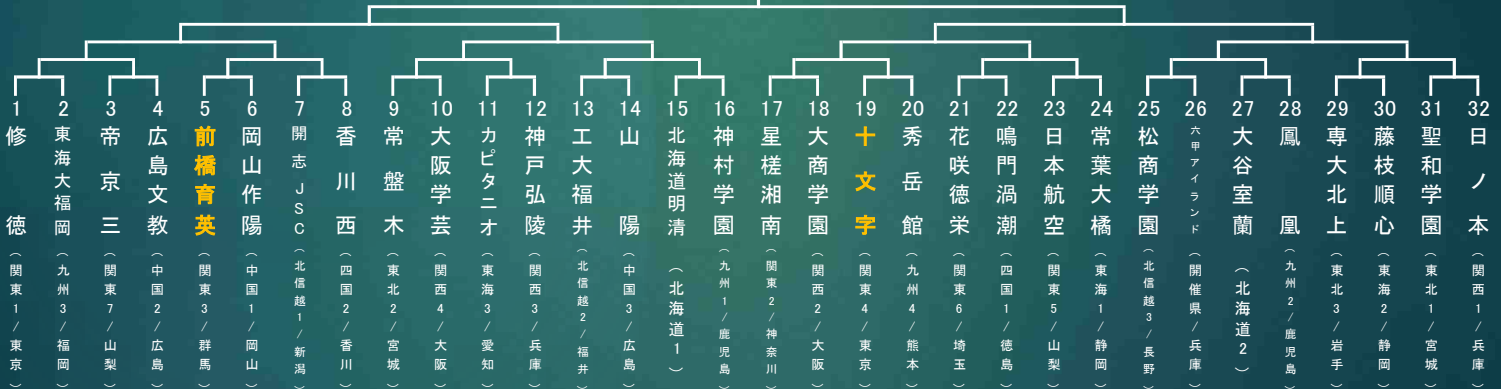 1 修徳（関東1／東京）
2 東海大福岡（九州3／福岡）
3 帝京三（関東7／山梨）
4 広島文教（中国2／広島）
5 前橋育英（関東3／群馬）
6 岡山作陽（中国1／岡山）
7 開志JSC（北信越1／新潟）
8 香川西（四国2／香川）
9 常盤木（東北2／宮城）
10 大阪学芸（関西4／大阪）
11 カピタニオ（東海3／愛知）
12 神戸弘陵（関西3／兵庫）
13 工大福井（北信越2／福井）
14 山陽（中国3／広島）
15 北海道明清（北海道1）
16 神村学園（九州1／鹿児島）
17 星槎湘南（関東2／神奈川）
18 大商学園（関西2／大阪）
19 十文字（関東4／東京）
20 秀岳館（九州4／熊本）
21 花咲徳栄（関東6／埼玉）
22 鳴門渦潮（四国1／徳島）
23 日本航空（関東5／山梨）
24 常葉大橘（東海1／静岡）
25 松商学園（北信越3／長野）
26 六甲アイランド（開催県／兵庫）
27 大谷室蘭（北海道2）
28 鳳凰（九州2／鹿児島）
29 専大北上（東北3／岩手）
30 藤枝順心（東海2／静岡）
31 聖和学園（東北1／宮城）
32 日ノ本（関西1／兵庫）